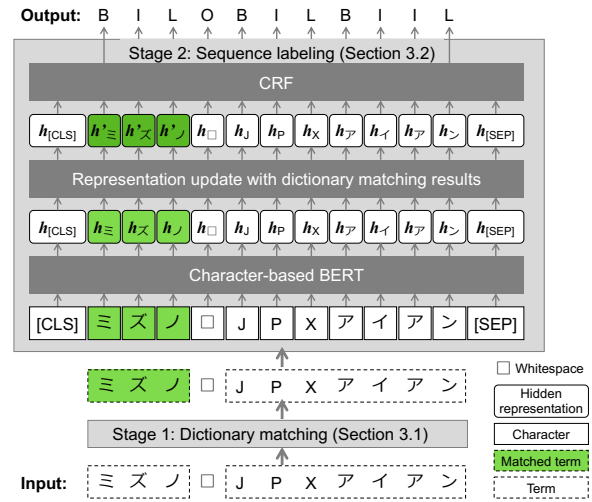 Output: B I L O B I L B I I L
Stage 2: Sequence labeling (Section 3.2)
CRF
h[CLS] h'ミ h'ズ h'ノ h□ hJ hP hX hア hイ hア hン h[SEP]
Representation update with dictionary matching results
h[CLS] hミ hズ hノ h□ hJ hP hX hア hイ hア hン h[SEP]
Character-based BERT
[CLS] ミ ズ ノ □ J P X ア イ ア ン [SEP]
ミ ズ ノ □ J P X ア イ ア ン
Stage 1: Dictionary matching (Section 3.1)
Input: ミ ズ ノ □ J P X ア イ ア ン
□ Whitespace
Hidden
representation
Character
Matched term
Term